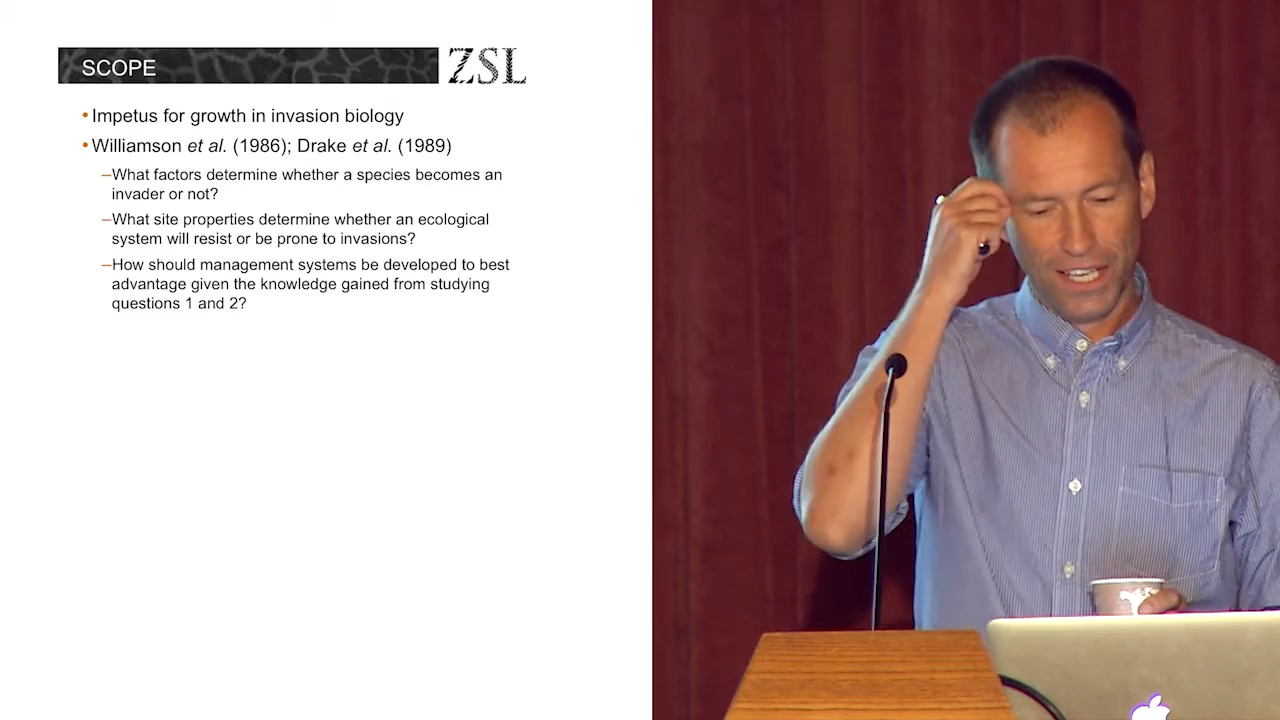 SCOPE
ZSL
•Impetus for growth in invasion biology
•Williamson et al. (1986); Drake et al. (1989)
–What factors determine whether a species becomes an
invader or not?
–What site properties determine whether an ecological
system will resist or be prone to invasions?
–How should management systems be developed to best
advantage given the knowledge gained from studying
questions 1 and 2?